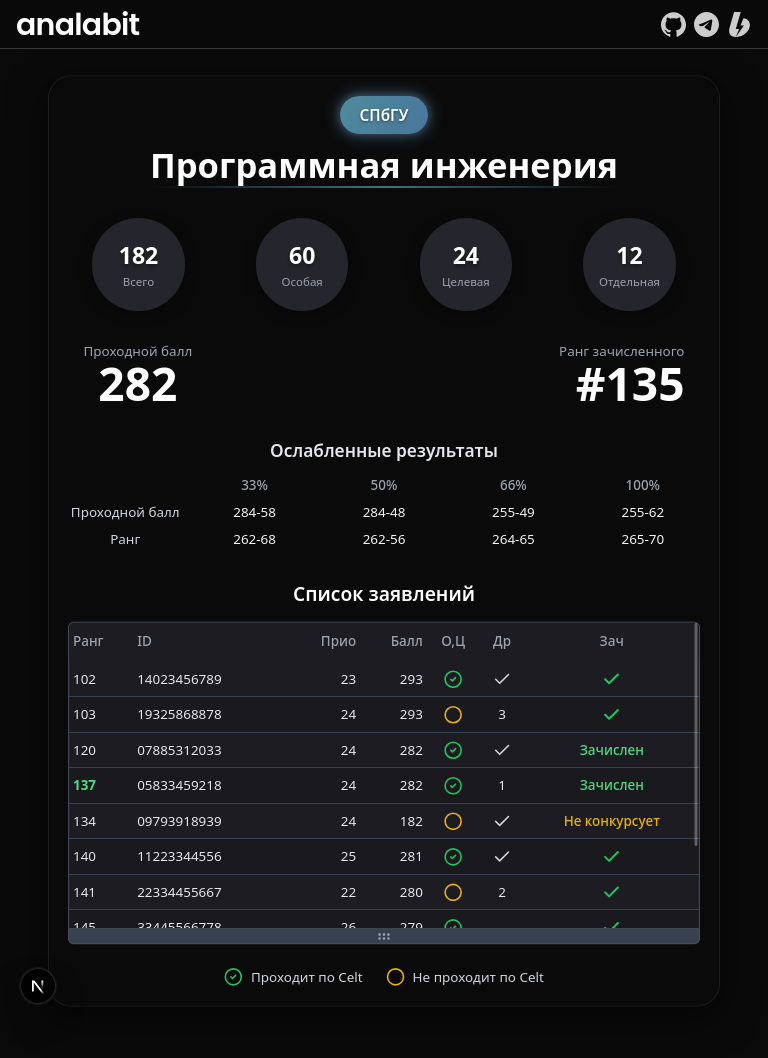 analabit
СПбГУ
Программная инженерия
182 60 24 12
Всего Особая Целевая Отдельная
Проходной балл Ранг зачисленного
282 #135
Ослабленные результаты
33% 50% 66% 100%
Проходной балл 284-58 284-48 255-49 255-62
Ранг 262-68 262-56 264-65 265-70
Список заявлений
Ранг ID Прио Балл О,Ц Др Зач
102 14023456789 23 293
103 19325868878 24 293 3
120 07885312033 24 282 Зачислен
137 05833459218 24 282 1 Зачислен
134 09793918939 24 182 Не конкурсует
140 11223344556 25 281
141 22334455667 22 280 2
145 33445566778 26 279
N
Проходит по Celt Не проходит по Celt